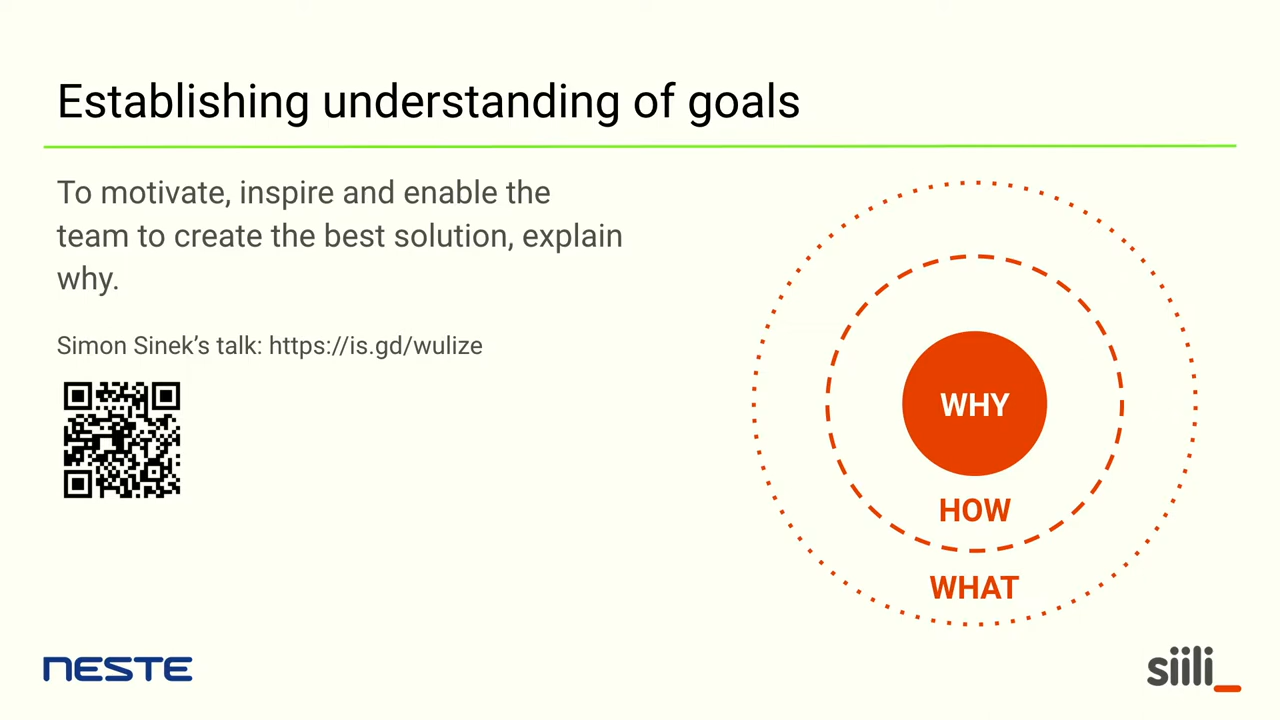 Establishing understanding of goals
To motivate, inspire and enable the
team to create the best solution, explain
why.
Simon Sinek’s talk: https://is.gd/wulize
WHY
HOW
WHAT
NESTE
siili_